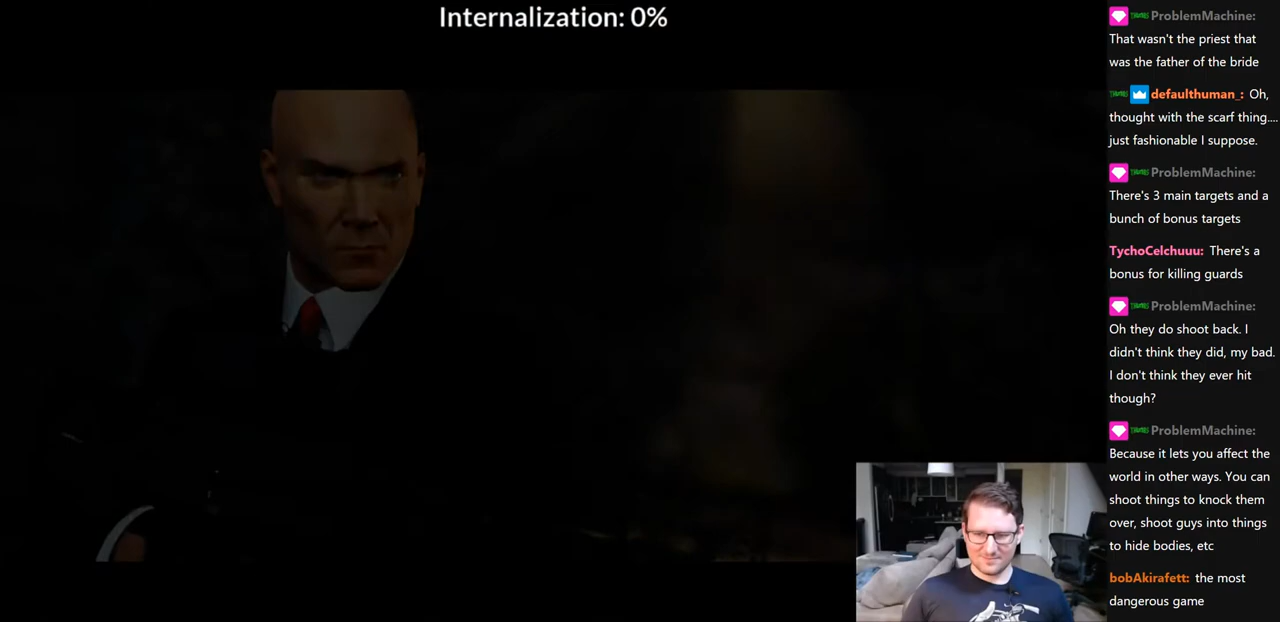 Internalization: 0%
ProblemMachine:
That wasn't the priest that
was the father of the bride
defaulthuman_: Oh,
thought with the scarf thing....
just fashionable I suppose.
ProblemMachine:
There's 3 main targets and a
bunch of bonus targets
TychoCelchuuu: There's a
bonus for killing guards
ProblemMachine:
Oh they do shoot back. I
didn't think they did, my bad.
I don't think they ever hit
though?
ProblemMachine:
Because it lets you affect the
world in other ways. You can
shoot things to knock them
over, shoot guys into things
to hide bodies, etc
bobAkirafett: the most
dangerous game